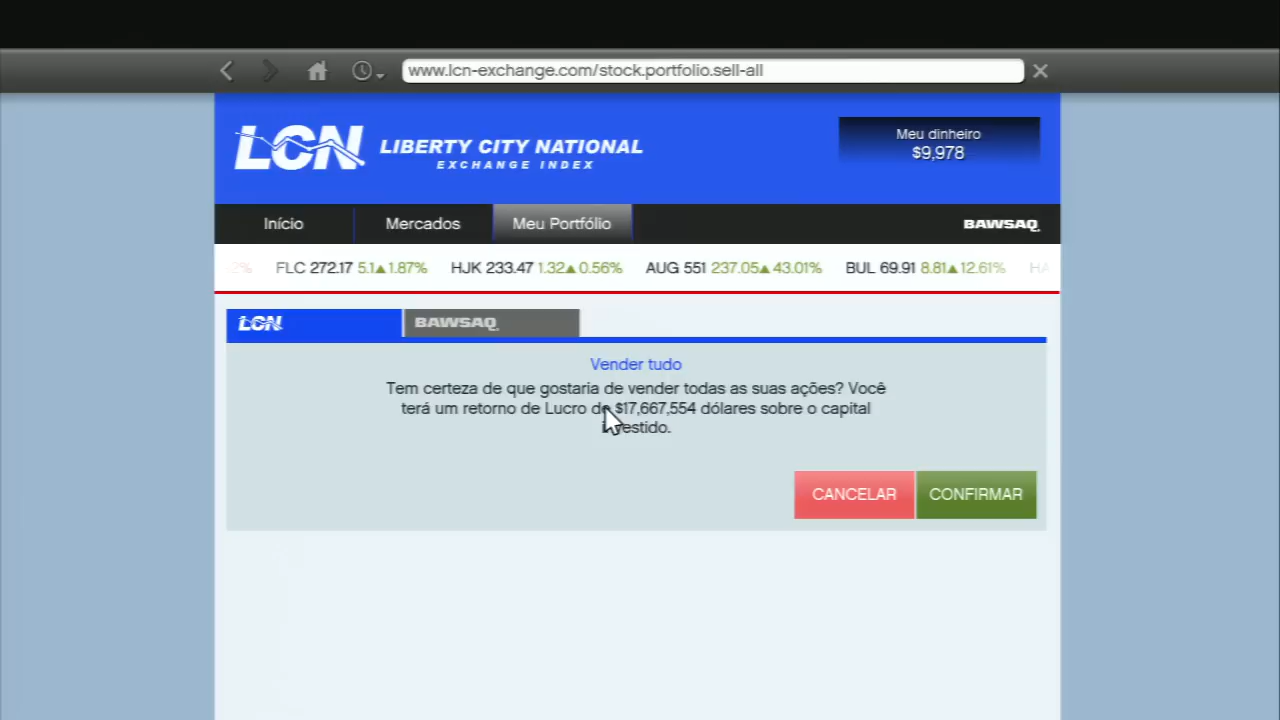 www.lcn-exchange.com/stock.portfolio.sell-all
LCN LIBERTY CITY NATIONAL
EXCHANGE INDEX
Meu dinheiro
$9,978
Início Mercados Meu Portfólio BAWSAQ
2% FLC 272.17 5.1▲1.87% HJK 233.47 1.32▲0.56% AUG 551 237.05▲43.01% BUL 69.91 8.81▲12.61% HA
LCN BAWSAQ
Vender tudo
Tem certeza de que gostaria de vender todas as suas ações? Você
terá um retorno de Lucro de $17,667,554 dólares sobre o capital
investido.
CANCELAR CONFIRMAR